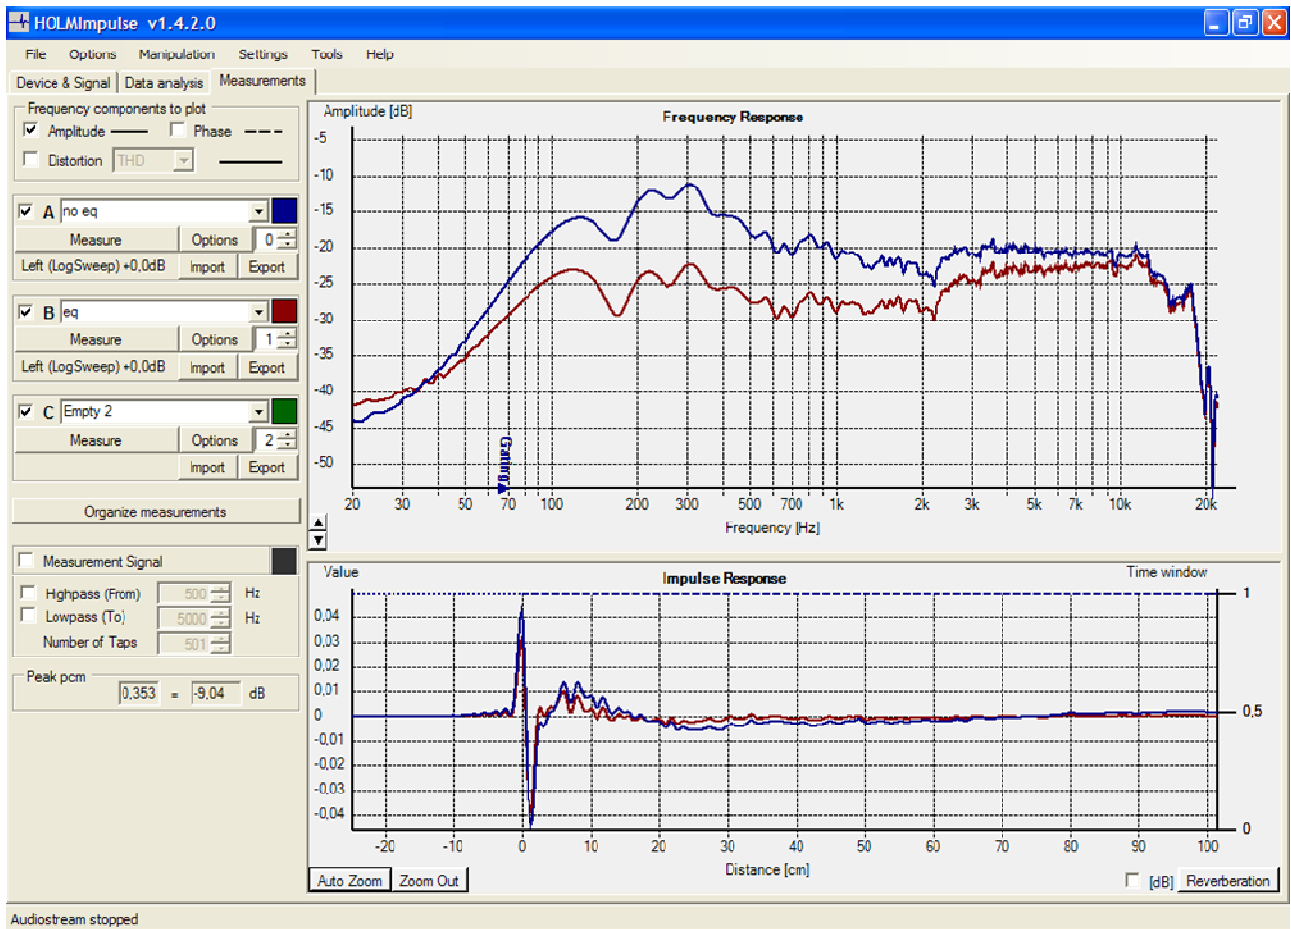 HOLMImpulse v1.4.2.0
File Options Manipulation Settings Tools Help
Device & Signal Data analysis Measurements
Frequency components to plot
Amplitude Phase
Distortion THD
A no eq
Measure Options 0
Left (LogSweep) +0,0dB Import Export
B eq
Measure Options 1
Left (LogSweep) +0,0dB Import Export
C Empty 2
Measure Options 2
Import Export
Organize measurements
Measurement Signal
Highpass (From) 500 Hz
Lowpass (To) 5000 Hz
Number of Taps 501
Peak pcm
0,353 = -9,04 dB
Amplitude [dB]
Frequency Response
-5
-10
-15
-20
-25
-30
-35
-40
-45
-50
Gating
20 30 50 70 100 200 300 500 700 1k 2k 3k 5k 7k 10k 20k
Frequency [Hz]
Value
Impulse Response
Time window
0,04
0,03
0,02
0,01
0
-0,01
-0,02
-0,03
-0,04
1
0,5
0
-20 -10 0 10 20 30 40 50 60 70 80 90 100
Distance [cm]
Auto Zoom Zoom Out
[dB] Reverberation
Audiostream stopped